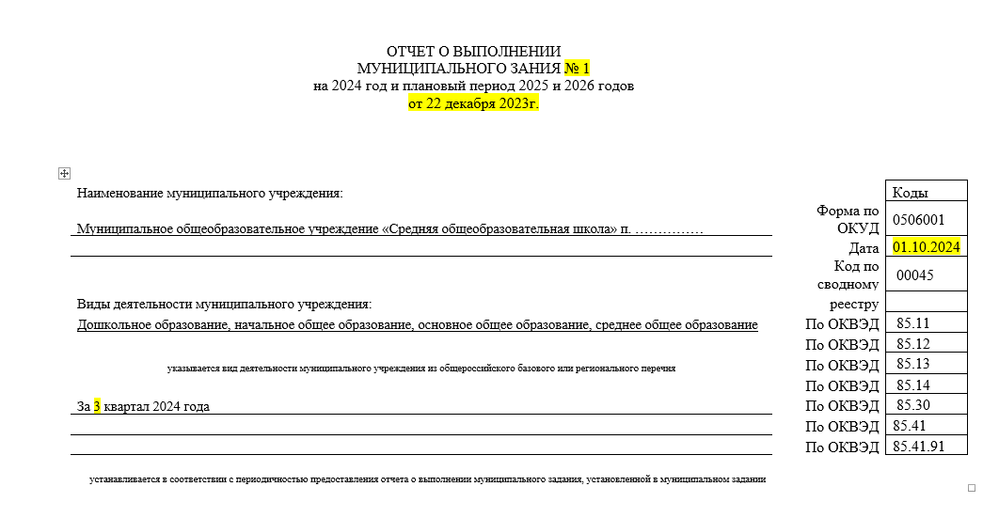 ОТЧЕТ О ВЫПОЛНЕНИИ
МУНИЦИПАЛЬНОГО ЗАНИЯ № 1
на 2024 год и плановый период 2025 и 2026 годов
от 22 декабря 2023г.
Коды
Наименование муниципального учреждения:
Форма по ОКУД 0506001
Муниципальное общеобразовательное учреждение «Средняя общеобразовательная школа» п. ……………
Дата 01.10.2024
Код по сводному 00045
реестру
Виды деятельности муниципального учреждения:
Дошкольное образование, начальное общее образование, основное общее образование, среднее общее образование
По ОКВЭД 85.11
По ОКВЭД 85.12
По ОКВЭД 85.13
указывается вид деятельности муниципального учреждения из общероссийского базового или регионального перечня
По ОКВЭД 85.14
За 3 квартал 2024 года
По ОКВЭД 85.30
По ОКВЭД 85.41
По ОКВЭД 85.41.91
устанавливается в соответствии с периодичностью предоставления отчета о выполнении муниципального задания, установленной в муниципальном задании